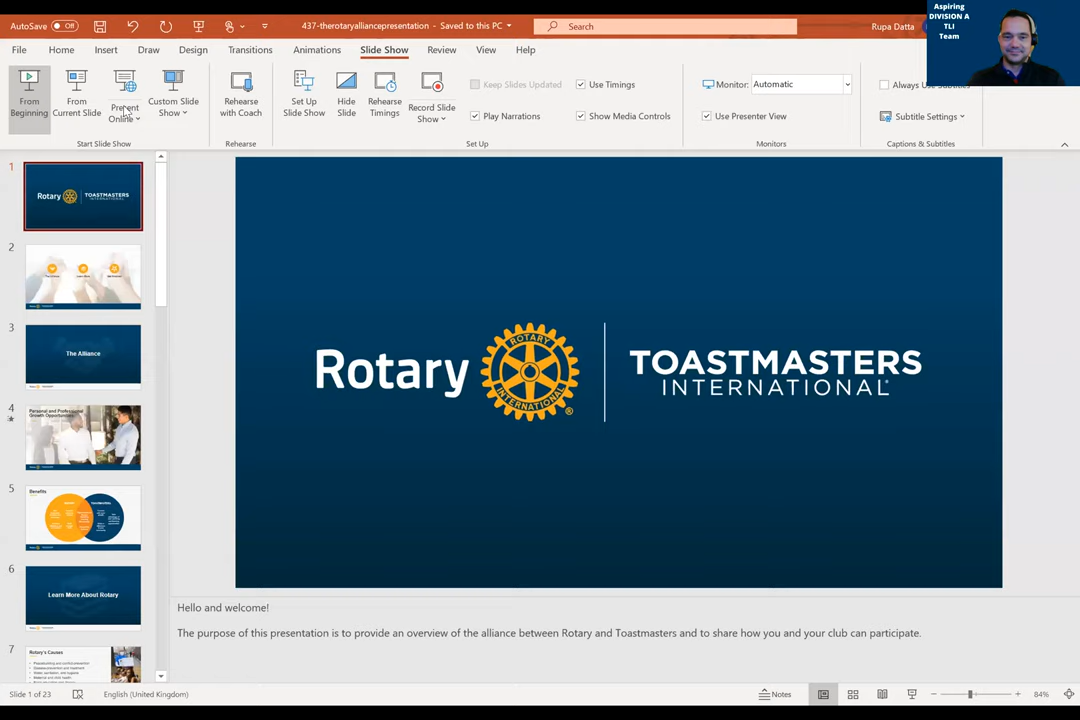 AutoSave Off
437-therotaryalliancepresentation - Saved to this PC
Search
Rupa Datta
Aspiring
DIVISION A
TLI
Team
File Home Insert Draw Design Transitions Animations Slide Show Review View Help
From Beginning
From Current Slide
Present Online
Custom Slide Show
Rehearse with Coach
Set Up Slide Show
Hide Slide
Rehearse Timings
Record Slide Show
Keep Slides Updated
Play Narrations
Use Timings
Show Media Controls
Monitor: Automatic
Use Presenter View
Always Use Subtitles
Subtitle Settings
Start Slide Show
Rehearse
Set Up
Monitors
Captions & Subtitles
1
Rotary TOASTMASTERS
INTERNATIONAL
2
3
The Alliance
4
Personal and Professional
Growth Opportunities
5
Benefits
6
Learn More About Rotary
7
Rotary's Causes
Rotary
ROTARY INTERNATIONAL
TOASTMASTERS
INTERNATIONAL
Hello and welcome!
The purpose of this presentation is to provide an overview of the alliance between Rotary and Toastmasters and to share how you and your club can participate.
Slide 1 of 23
English (United Kingdom)
Notes
84%